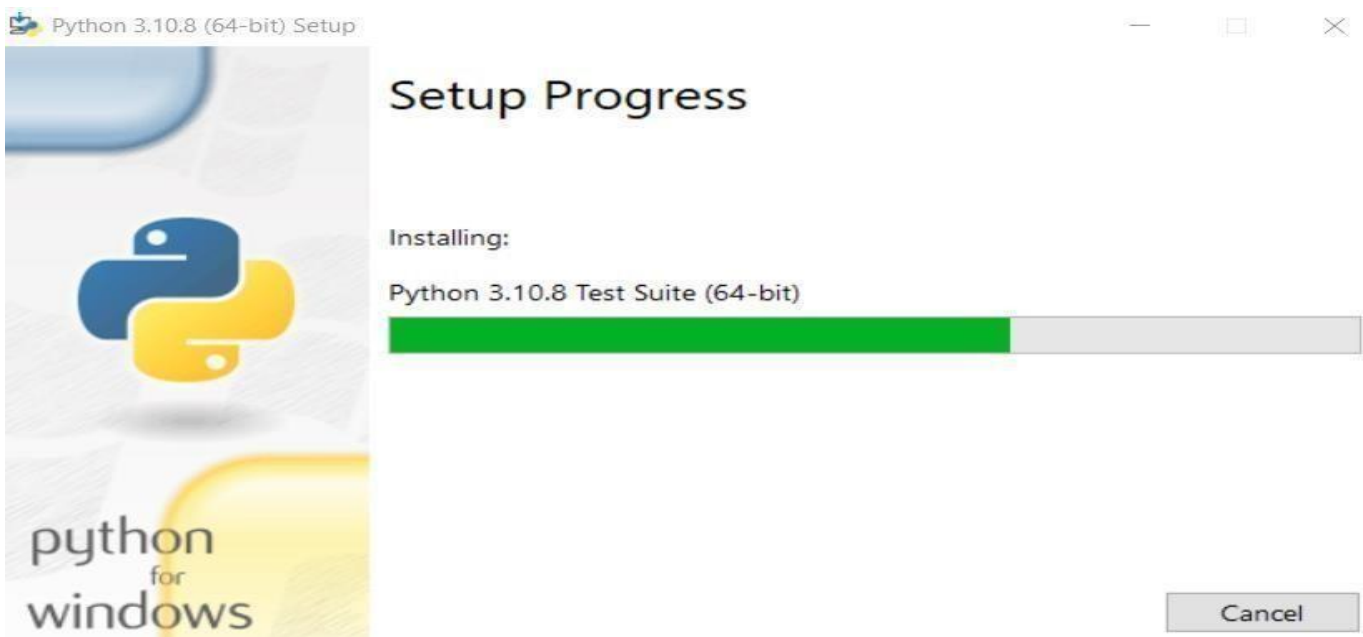 Python 3.10.8 (64-bit) Setup
Setup Progress
Installing:
Python 3.10.8 Test Suite (64-bit)
python
for
windows
Cancel